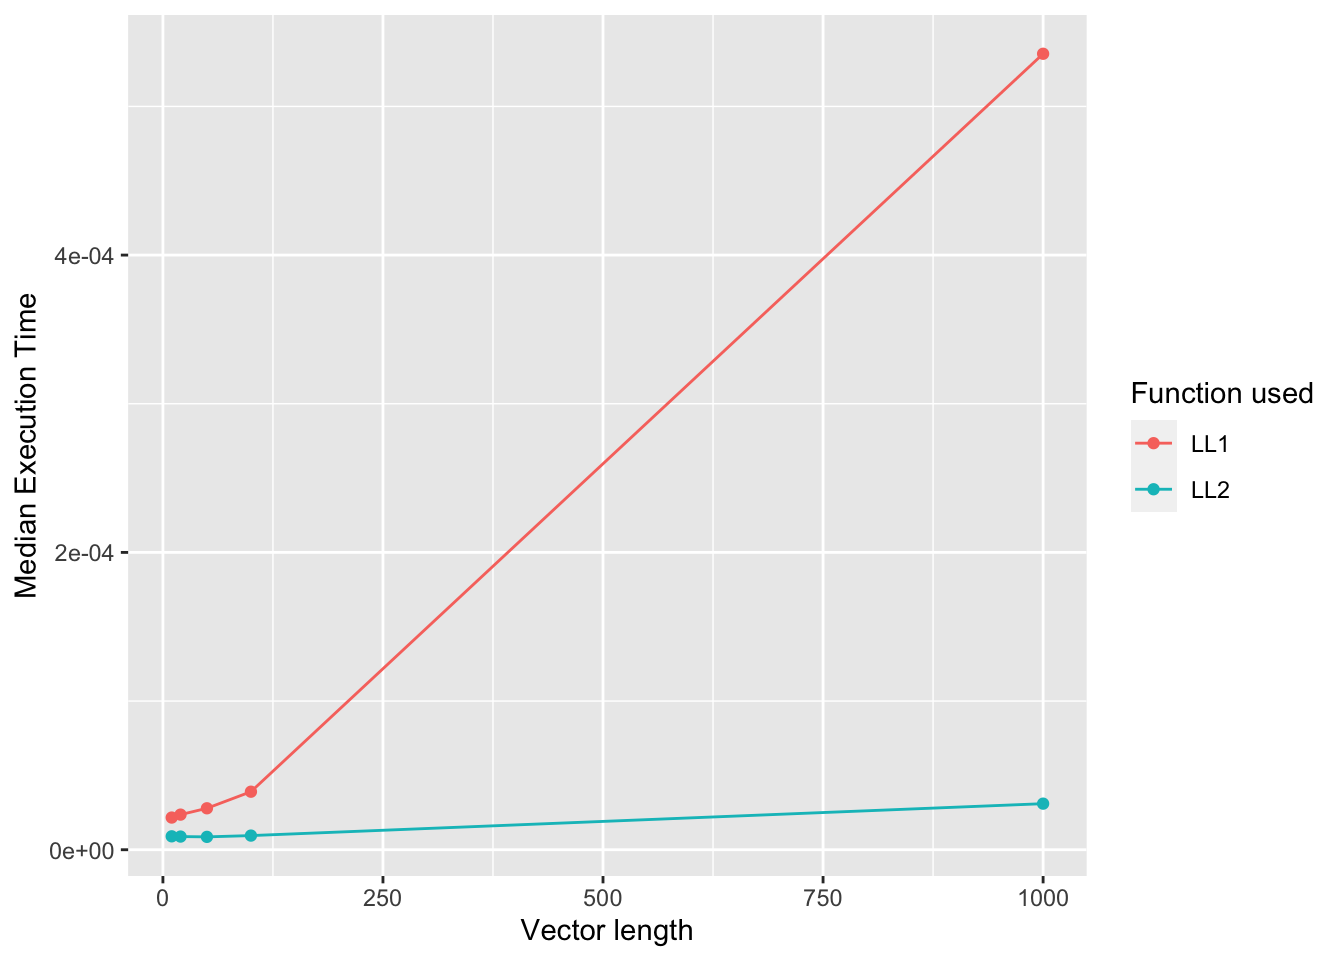 4e-04
2e-04
0e+00
Median Execution Time
0
250
500
750
1000
Vector length
Function used
LL1
LL2